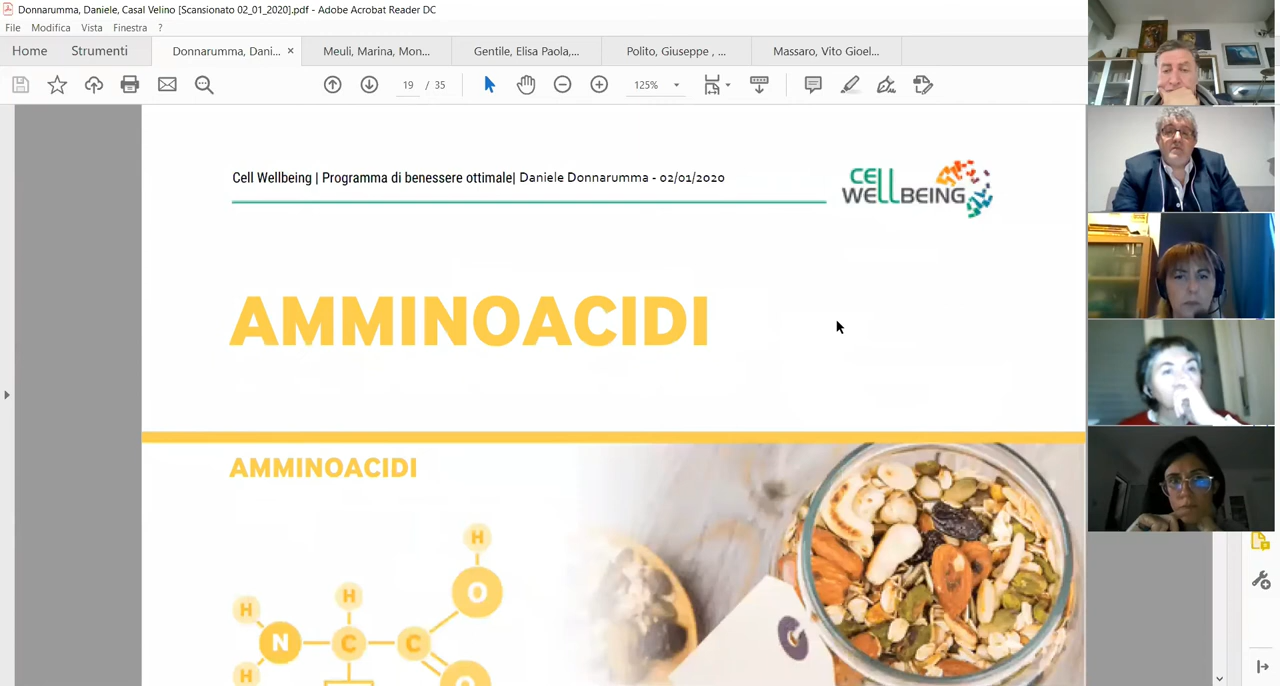 Donnarumma, Daniele, Casal Velino [Scansionato 02_01_2020].pdf - Adobe Acrobat Reader DC
File Modifica Vista Finestra ?
Home Strumenti Donnarumma, Dani... × Meuli, Marina, Mon... Gentile, Elisa Paola,... Polito, Giuseppe , ... Massaro, Vito Gioel...
19 / 35 125%
Cell Wellbeing | Programma di benessere ottimale| Daniele Donnarumma - 02/01/2020
CELL
WELLBEING
AMMINOACIDI
AMMINOACIDI
H
O
H H
N C C
H O